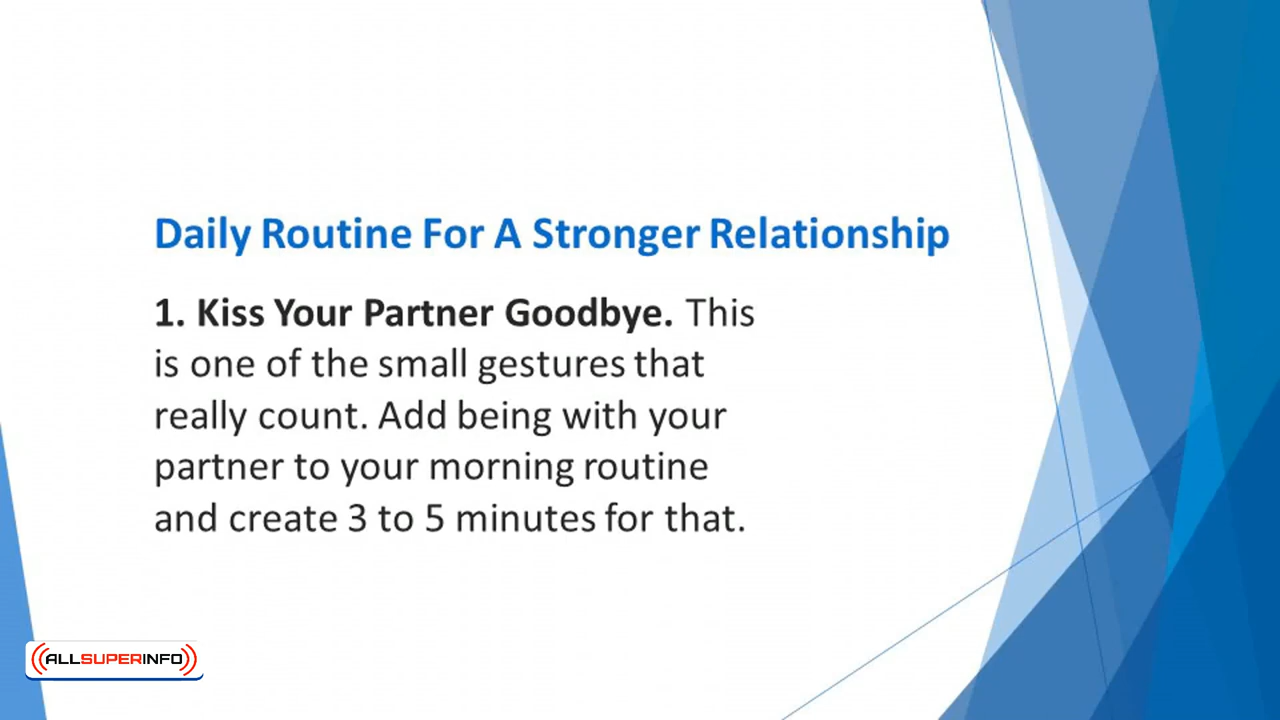 Daily Routine For A Stronger Relationship
1. Kiss Your Partner Goodbye. This
is one of the small gestures that
really count. Add being with your
partner to your morning routine
and create 3 to 5 minutes for that.
ALLSUPERINFO